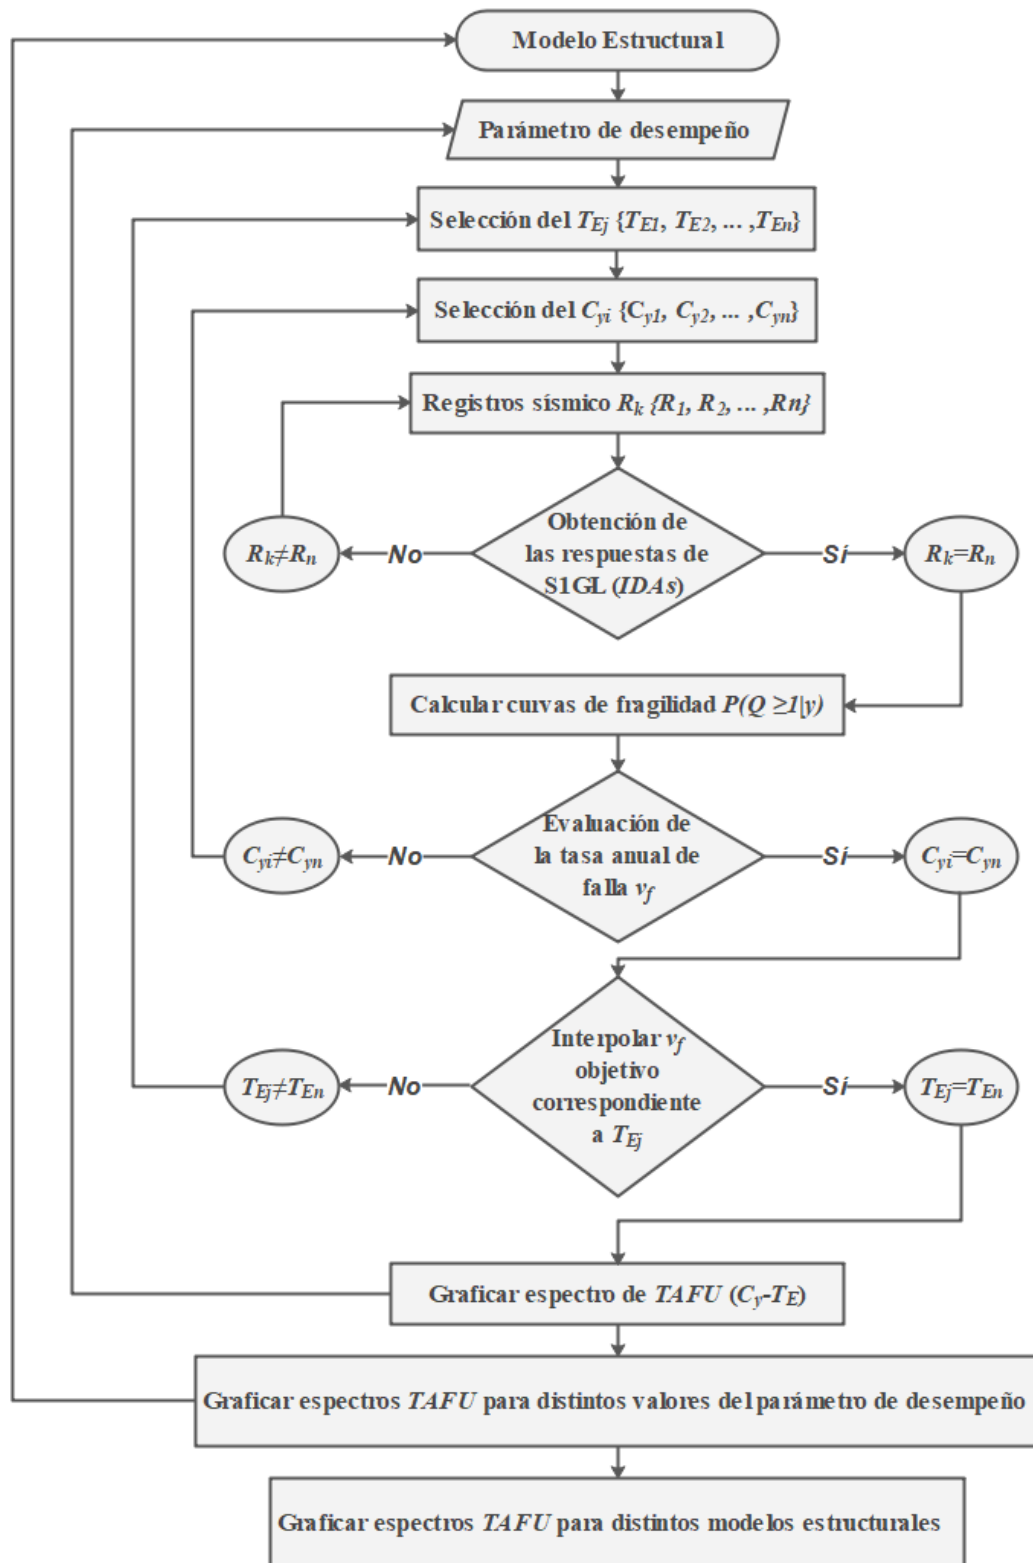 Modelo Estructural
Parámetro de desempeño
Selección del T_Ej {T_E1, T_E2, ... ,T_En}
Selección del C_yi {C_y1, C_y2, ... ,C_yn}
Registros sísmico R_k {R_1, R_2, ... ,Rn}
Obtención de
las respuestas de
S1GL (IDAs)
No
R_k≠R_n
Sí
R_k=R_n
Calcular curvas de fragilidad P(Q ≥1|y)
Evaluación de
la tasa anual de
falla v_f
No
C_yi≠C_yn
Sí
C_yi=C_yn
Interpolar v_f
objetivo
correspondiente
a T_Ej
No
T_Ej≠T_En
Sí
T_Ej=T_En
Graficar espectro de TAFU (C_y-T_E)
Graficar espectros TAFU para distintos valores del parámetro de desempeño
Graficar espectros TAFU para distintos modelos estructurales